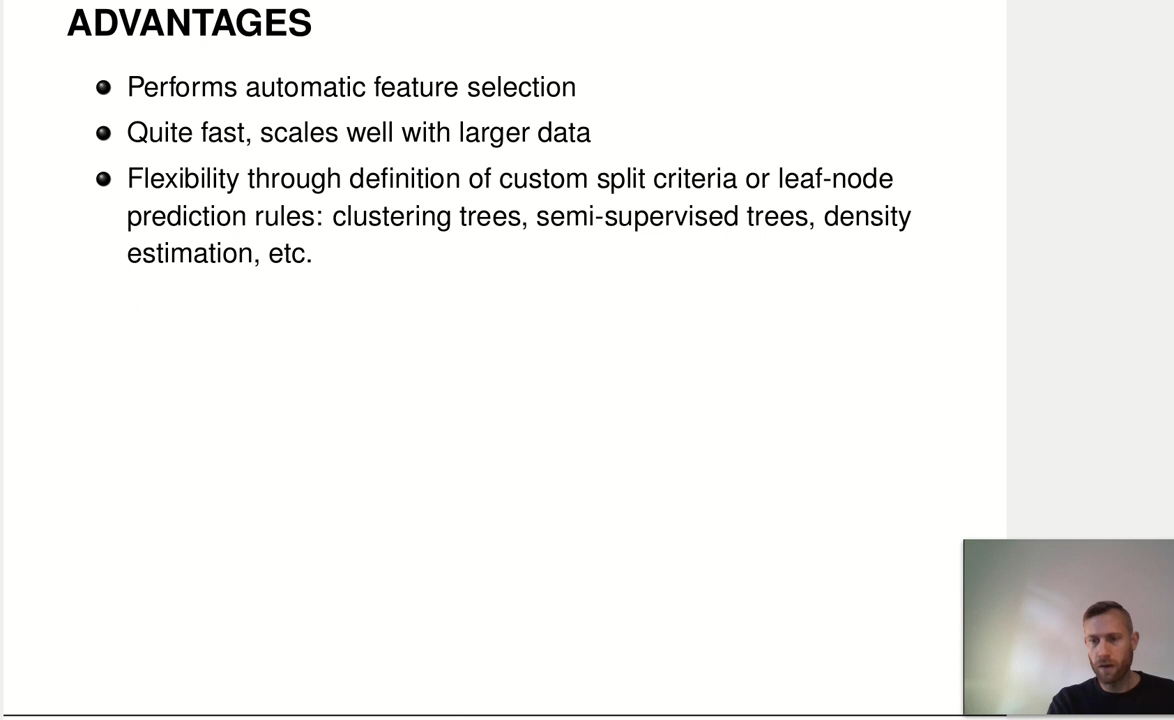 ADVANTAGES
Performs automatic feature selection
Quite fast, scales well with larger data
Flexibility through definition of custom split criteria or leaf-node
prediction rules: clustering trees, semi-supervised trees, density
estimation, etc.